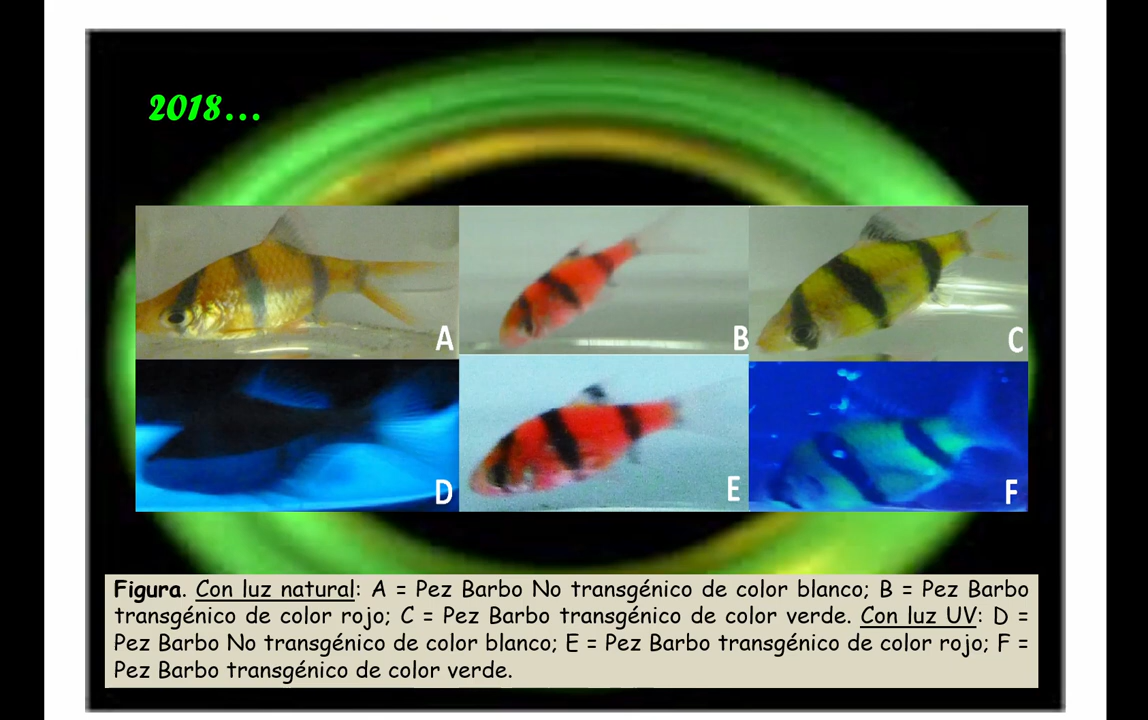 2018...
A
B
C
D
E
F
Figura. Con luz natural: A = Pez Barbo No transgénico de color blanco; B = Pez Barbo
transgénico de color rojo; C = Pez Barbo transgénico de color verde. Con luz UV: D =
Pez Barbo No transgénico de color blanco; E = Pez Barbo transgénico de color rojo; F =
Pez Barbo transgénico de color verde.